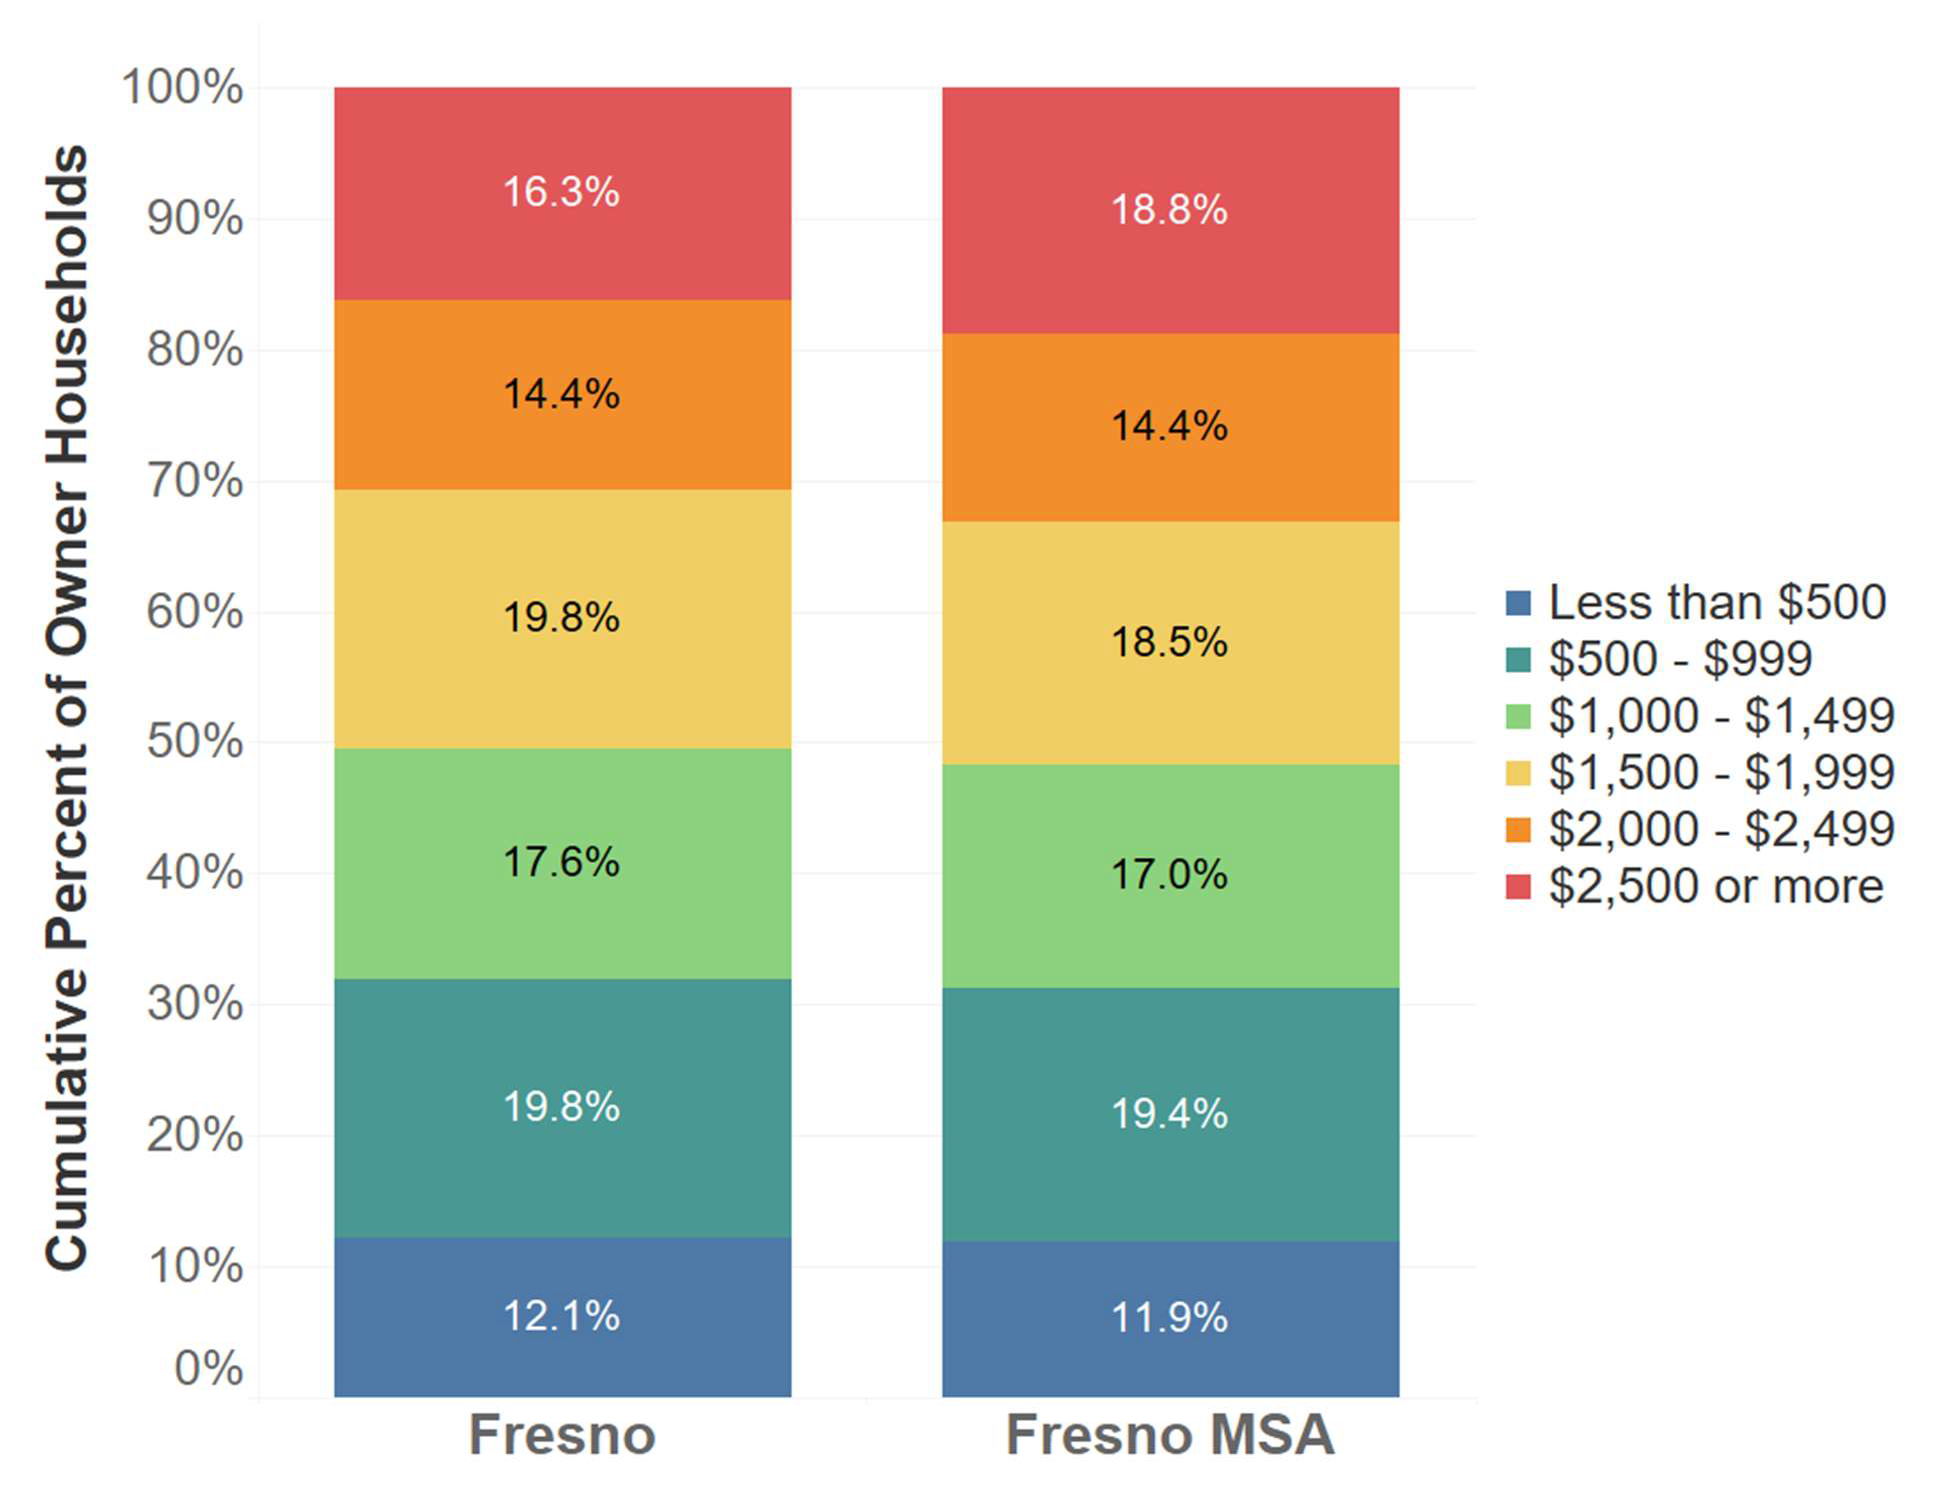 Cumulative Percent of Owner Households
100%
90%
80%
70%
60%
50%
40%
30%
20%
10%
0%
16.3%
14.4%
19.8%
17.6%
19.8%
12.1%
18.8%
14.4%
18.5%
17.0%
19.4%
11.9%
Fresno
Fresno MSA
Less than $500
$500 - $999
$1,000 - $1,499
$1,500 - $1,999
$2,000 - $2,499
$2,500 or more